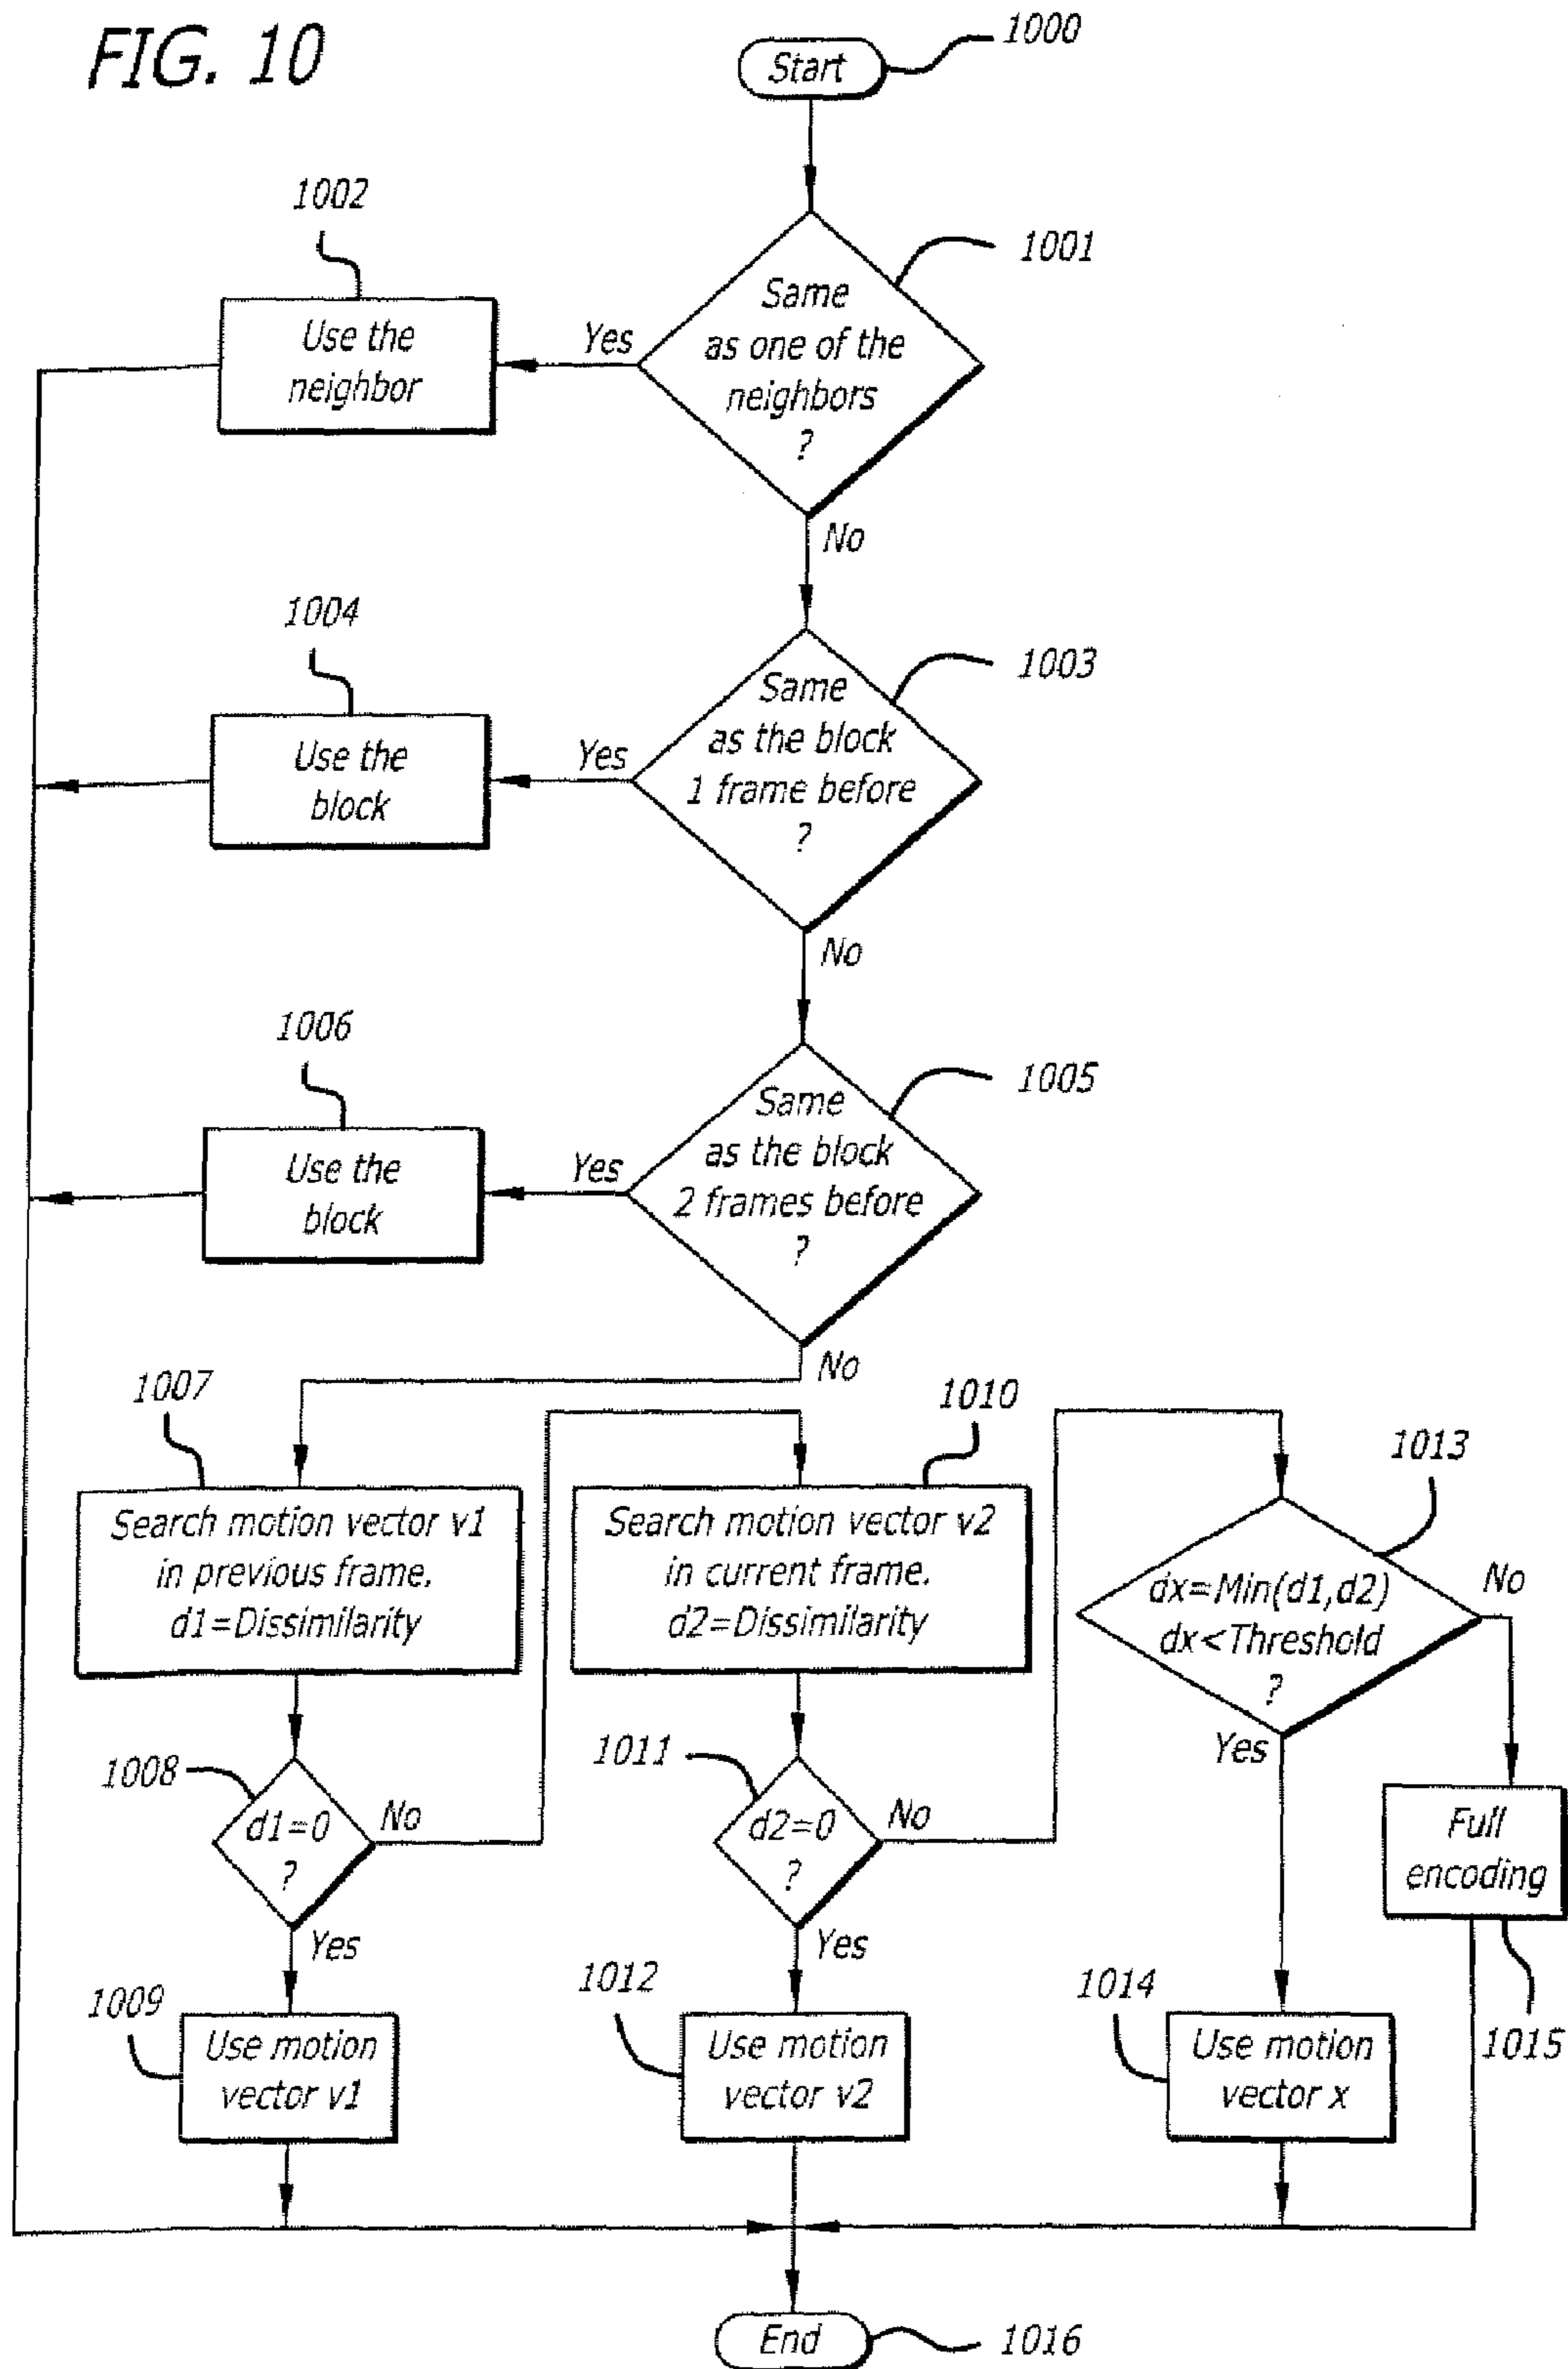 FIG. 10
Start
1000
1002
1001
Use the
neighbor
Yes
Same
as one of the
neighbors
?
No
1004
1003
Use the
block
Yes
Same
as the block
1 frame before
?
No
1006
1005
Use the
block
Yes
Same
as the block
2 frames before
?
No
1007
1010
1013
Search motion vector v1
in previous frame.
d1=Dissimilarity
Search motion vector v2
in current frame.
d2=Dissimilarity
dx=Min(d1,d2)
dx<Threshold
?
No
Yes
1008
d1=0
?
No
Yes
1011
d2=0
?
No
Yes
Full
encoding
1015
1009
Use motion
vector v1
1012
Use motion
vector v2
1014
Use motion
vector x
End
1016